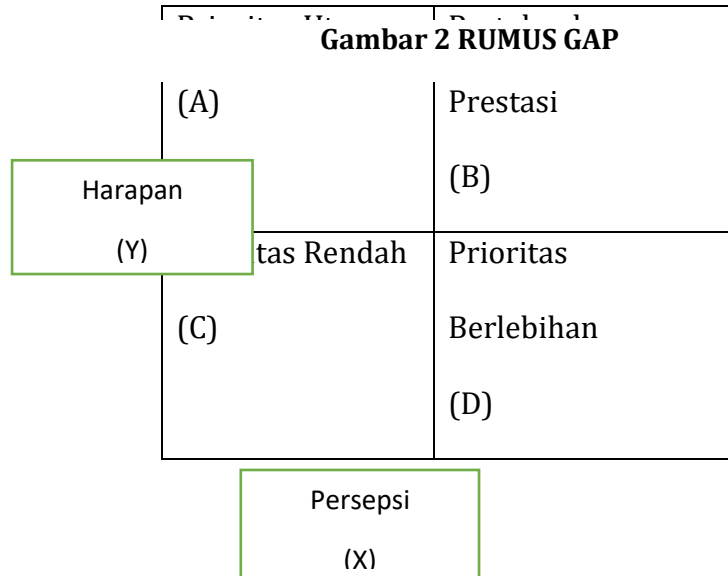 Gambar 2 RUMUS GAP
(A)
Prestasi
(B)
Harapan
(Y)
tas Rendah
Prioritas
(C)
Berlebihan
(D)
Persepsi
(X)